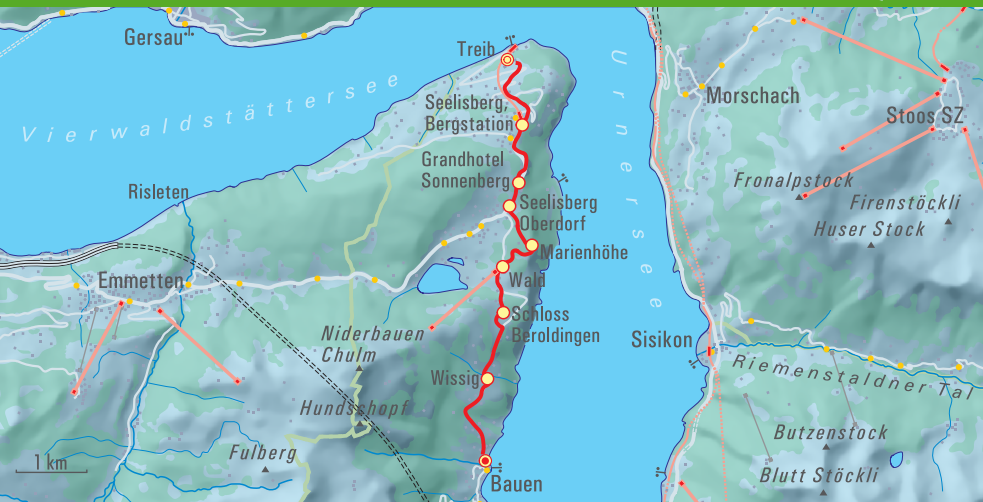 Gersau
Treib
Vierwaldstättersee
Urnersee
Morschach
Seelisberg,
Bergstation
Stoos SZ
Grandhotel
Sonnenberg
Fronalpstock
Risleten
Seelisberg
Oberdorf
Firenstöckli
Huser Stock
Marienhöhe
Emmetten
Wald
Schloss
Beroldingen
Niderbauen
Chulm
Sisikon
Riemenstaldner Tal
Wissig
Hundschopf
Butzenstock
Fulberg
1 km
Blutt Stöckli
Bauen